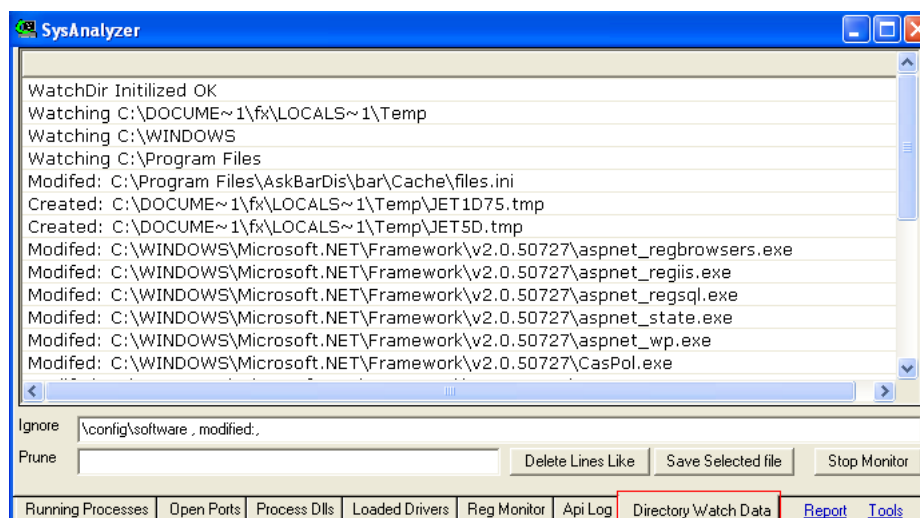 SysAnalyzer
WatchDir Initilized OK
Watching C:\DOCUME~1\fx\LOCALS~1\Temp
Watching C:\WINDOWS
Watching C:\Program Files
Modifed: C:\Program Files\AskBarDis\bar\Cache\files.ini
Created: C:\DOCUME~1\fx\LOCALS~1\Temp\JET1D75.tmp
Created: C:\DOCUME~1\fx\LOCALS~1\Temp\JET5D.tmp
Modifed: C:\WINDOWS\Microsoft.NET\Framework\v2.0.50727\aspnet_regbrowsers.exe
Modifed: C:\WINDOWS\Microsoft.NET\Framework\v2.0.50727\aspnet_regiis.exe
Modifed: C:\WINDOWS\Microsoft.NET\Framework\v2.0.50727\aspnet_regsql.exe
Modifed: C:\WINDOWS\Microsoft.NET\Framework\v2.0.50727\aspnet_state.exe
Modifed: C:\WINDOWS\Microsoft.NET\Framework\v2.0.50727\aspnet_wp.exe
Modifed: C:\WINDOWS\Microsoft.NET\Framework\v2.0.50727\CasPol.exe
Ignore \config\software , modified:,
Prune Delete Lines Like Save Selected file Stop Monitor
Running Processes Open Ports Process Dlls Loaded Drivers Reg Monitor Api Log Directory Watch Data Report Tools